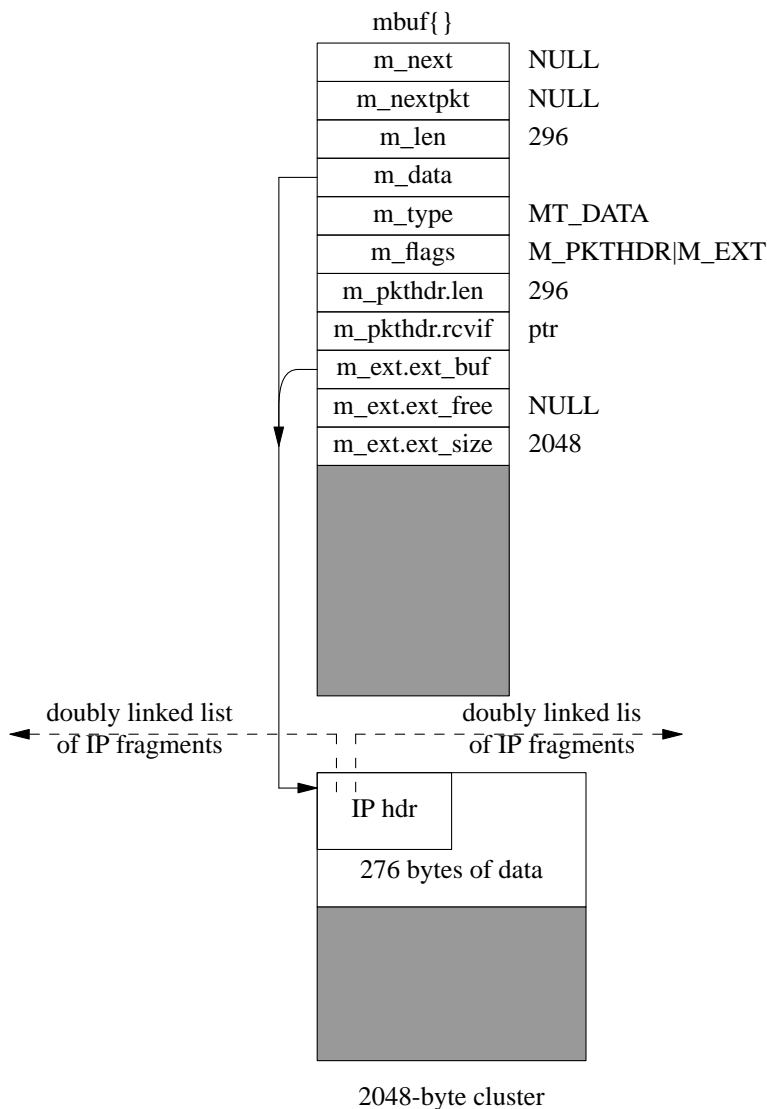 mbuf{}
m_next NULL
m_nextpkt NULL
m_len 296
m_data
m_type MT_DATA
m_flags M_PKTHDR|M_EXT
m_pkthdr.len 296
m_pkthdr.rcvif ptr
m_ext.ext_buf
m_ext.ext_free NULL
m_ext.ext_size 2048
doubly linked list
of IP fragments
doubly linked lis
of IP fragments
IP hdr
276 bytes of data
2048-byte cluster